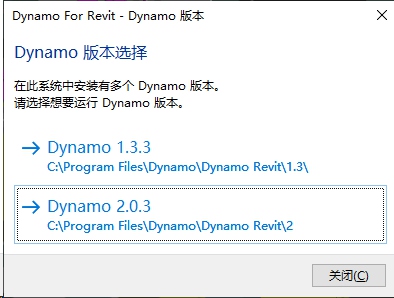 Dynamo For Revit - Dynamo 版本
Dynamo 版本选择
在此系统中安装有多个 Dynamo 版本。
请选择想要运行 Dynamo 版本。
Dynamo 1.3.3
C:\Program Files\Dynamo\Dynamo Revit\1.3\
Dynamo 2.0.3
C:\Program Files\Dynamo\Dynamo Revit\2
关闭(C)